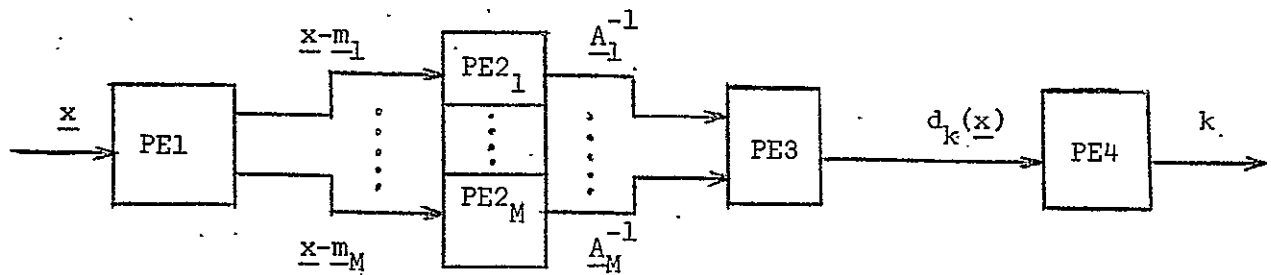 x
PE1
x-m1
x-mM
PE21
PE2M
A1^-1
AM^-1
PE3
dk(x)
PE4
k